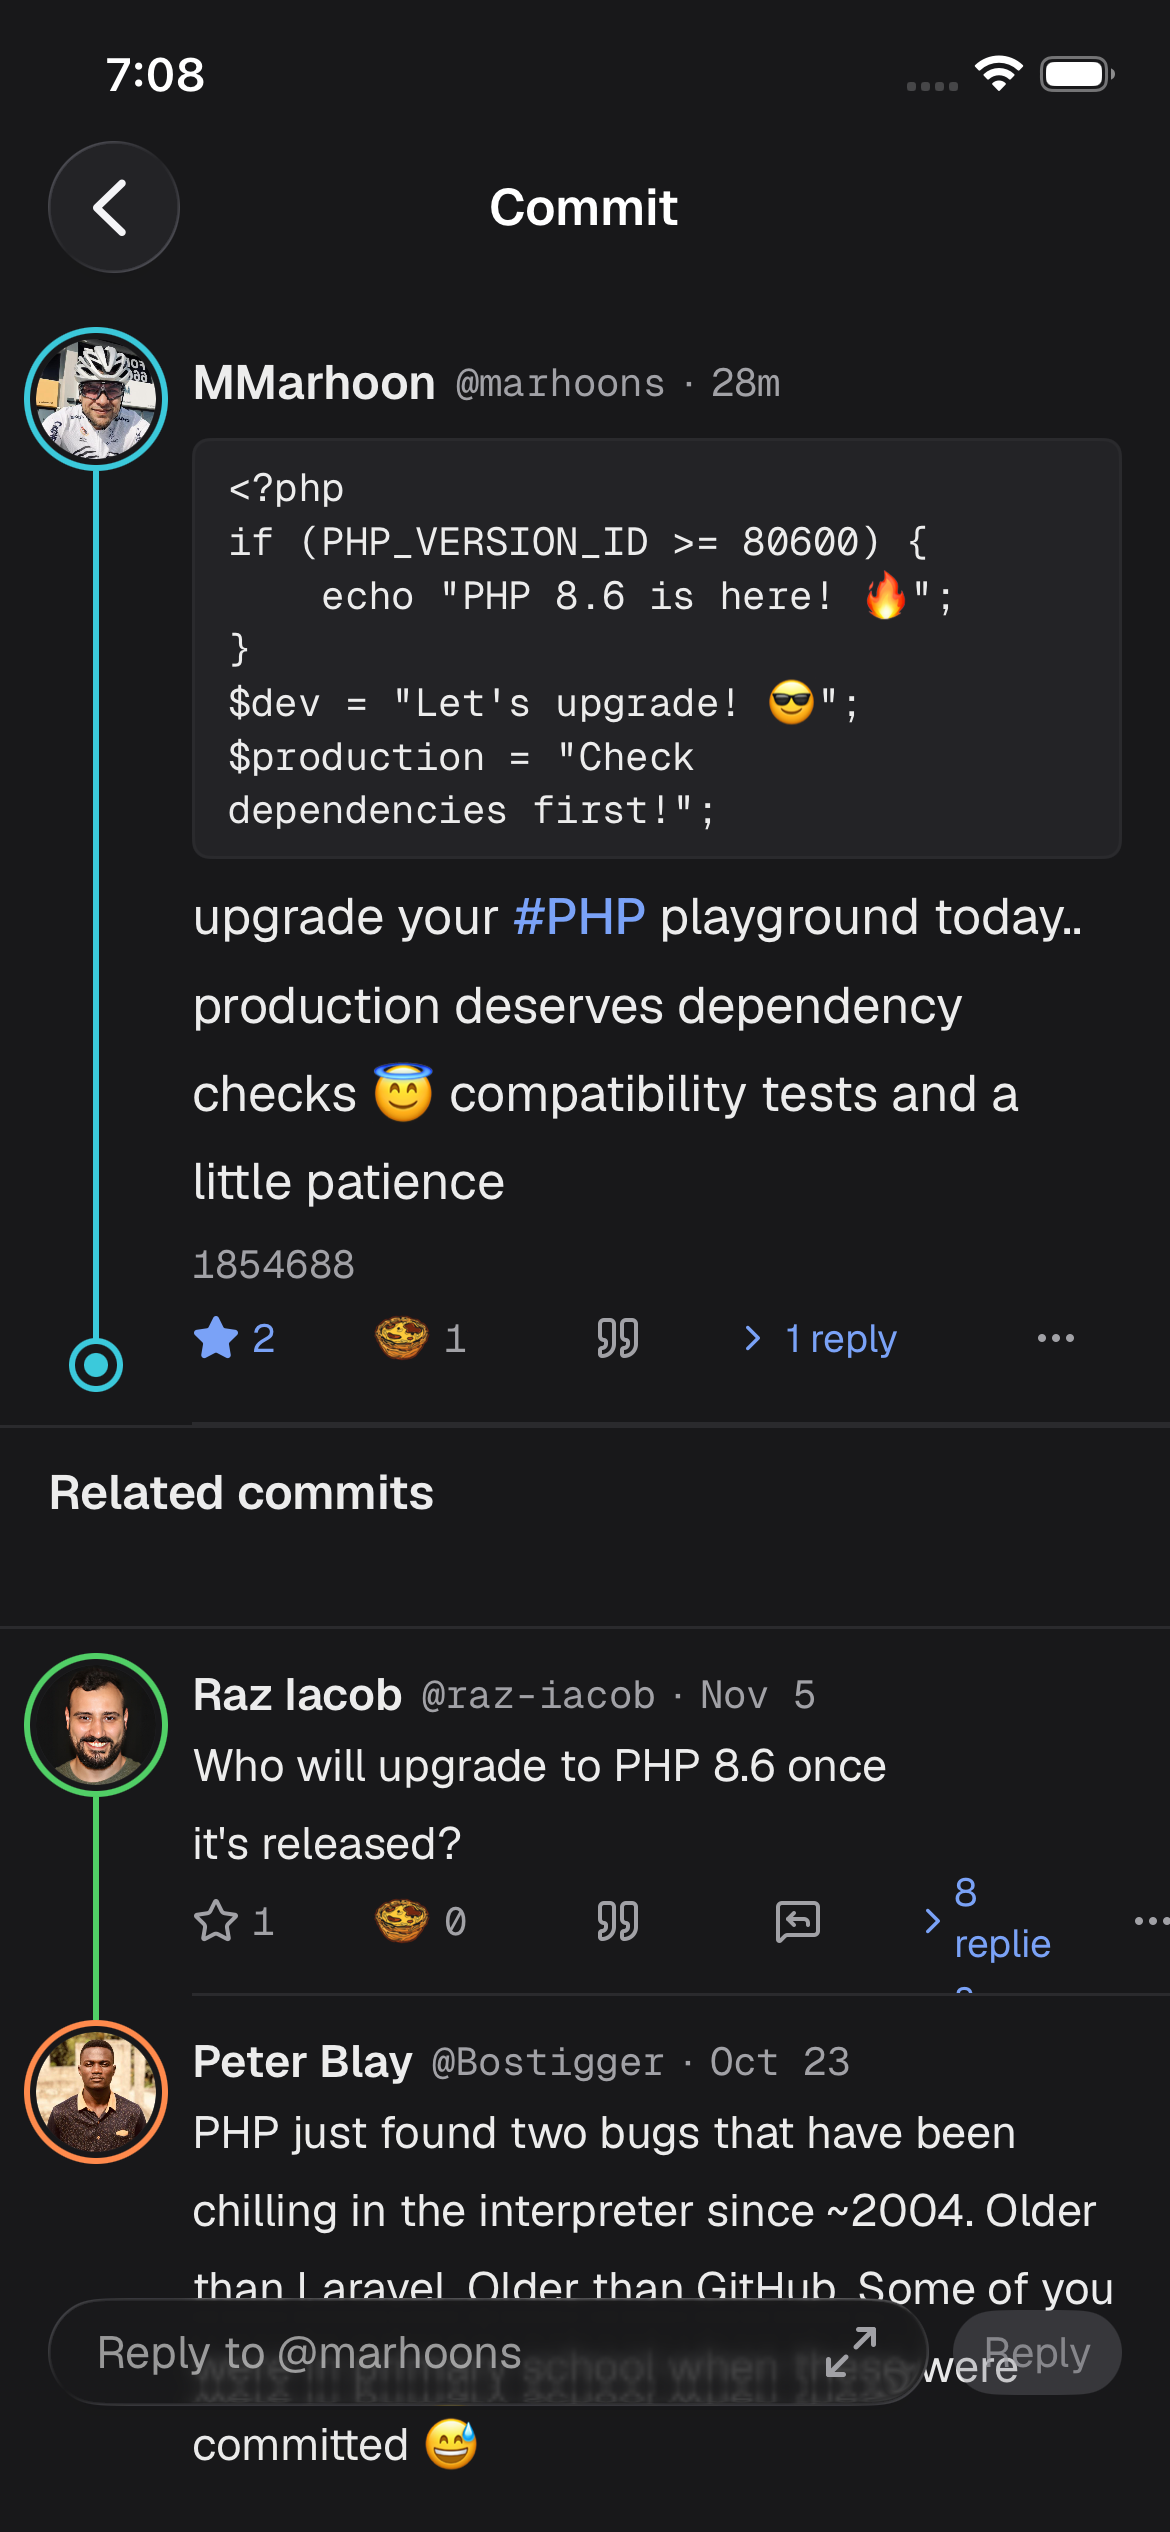 7:08
Commit
MMarhoon @marhoons · 28m
<?php
if (PHP_VERSION_ID >= 80600) {
    echo "PHP 8.6 is here! 🔥";
}
$dev = "Let's upgrade! 😎";
$production = "Check
dependencies first!";
upgrade your #PHP playground today..
production deserves dependency
checks 😇 compatibility tests and a
little patience
1854688
2 1 1 reply
Related commits
Raz Iacob @raz-iacob · Nov 5
Who will upgrade to PHP 8.6 once
it's released?
1 0 8
replie
Peter Blay @Bostigger · Oct 23
PHP just found two bugs that have been
chilling in the interpreter since ~2004. Older
than Laravel. Older than GitHub. Some of you
school when these were
Reply to @marhoons Reply
committed 😅